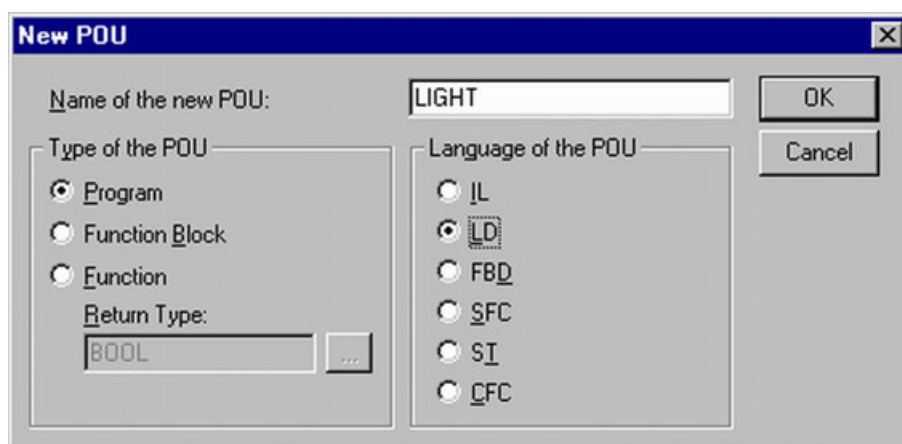 New POU
Name of the new POU:
LIGHT
OK
Cancel
Type of the POU
Program
Function Block
Function
Return Type:
BOOL
...
Language of the POU
IL
LD
FBD
SFC
ST
CFC